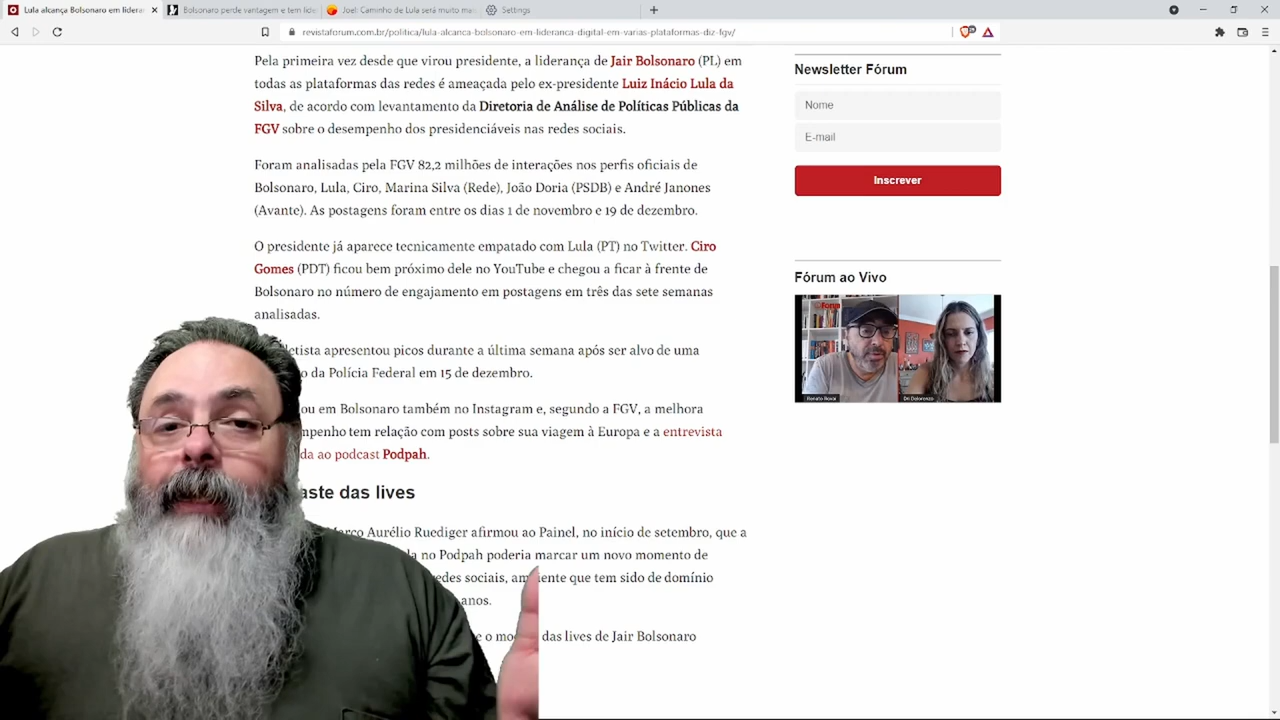 Lula alcança Bolsonaro em lideran
Bolsonaro perde vantagem e tem lide
Joel: Caminho de Lula será muito mais
Settings
revistaforum.com.br/politica/lula-alcanca-bolsonaro-em-lideranca-digital-em-varias-plataformas-diz-fgv/
Pela primeira vez desde que virou presidente, a liderança de Jair Bolsonaro (PL) em
todas as plataformas das redes é ameaçada pelo ex-presidente Luiz Inácio Lula da
Silva, de acordo com levantamento da Diretoria de Análise de Políticas Públicas da
FGV sobre o desempenho dos presidenciáveis nas redes sociais.
Foram analisadas pela FGV 82,2 milhões de interações nos perfis oficiais de
Bolsonaro, Lula, Ciro, Marina Silva (Rede), João Doria (PSDB) e André Janones
(Avante). As postagens foram entre os dias 1 de novembro e 19 de dezembro.
O presidente já aparece tecnicamente empatado com Lula (PT) no Twitter. Ciro
Gomes (PDT) ficou bem próximo dele no YouTube e chegou a ficar à frente de
Bolsonaro no número de engajamento em postagens em três das sete semanas
analisadas.
etista apresentou picos durante a última semana após ser alvo de uma
o da Polícia Federal em 15 de dezembro.
ou em Bolsonaro também no Instagram e, segundo a FGV, a melhora
mpenho tem relação com posts sobre sua viagem à Europa e a entrevista
da ao podcast Podpah.
aste das lives
Marco Aurélio Ruediger afirmou ao Painel, no início de setembro, que a
la no Podpah poderia marcar um novo momento de
redes sociais, ambiente que tem sido de domínio
anos.
e o mo das lives de Jair Bolsonaro
Newsletter Fórum
Nome
E-mail
Inscrever
Fórum ao Vivo
Renato Rovai
Dri Delorenzo